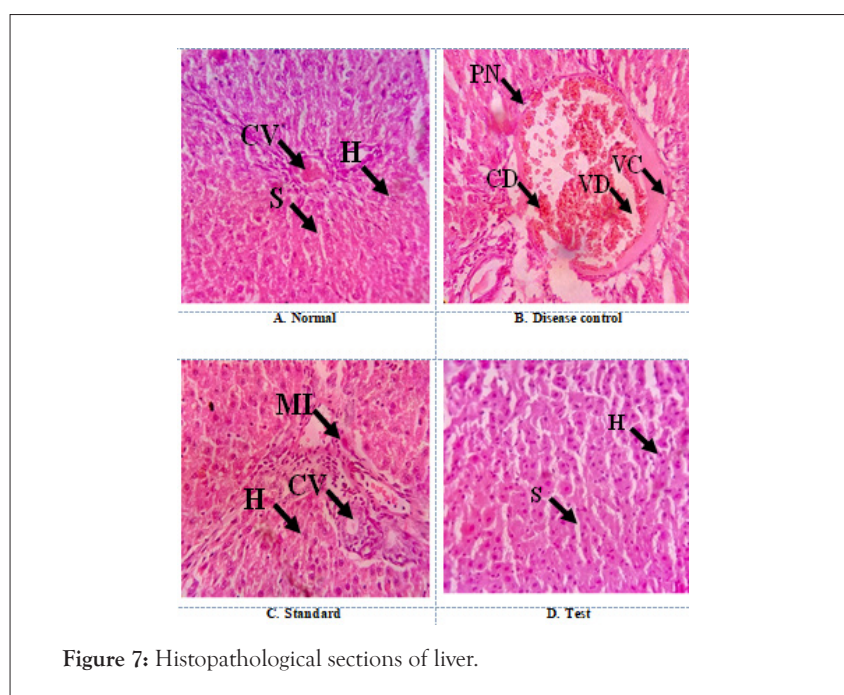 CV
H
S
A. Normal
PN
VC
CD
VD
B. Disease control
MI
CV
H
C. Standard
H
S
D. Test
Figure 7: Histopathological sections of liver.